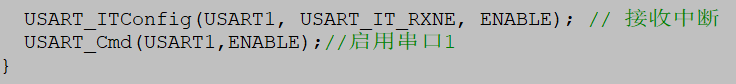 USART_ITConfig(USART1, USART_IT_RXNE, ENABLE); // 接收中断
USART_Cmd(USART1,ENABLE);//启用串口1
}